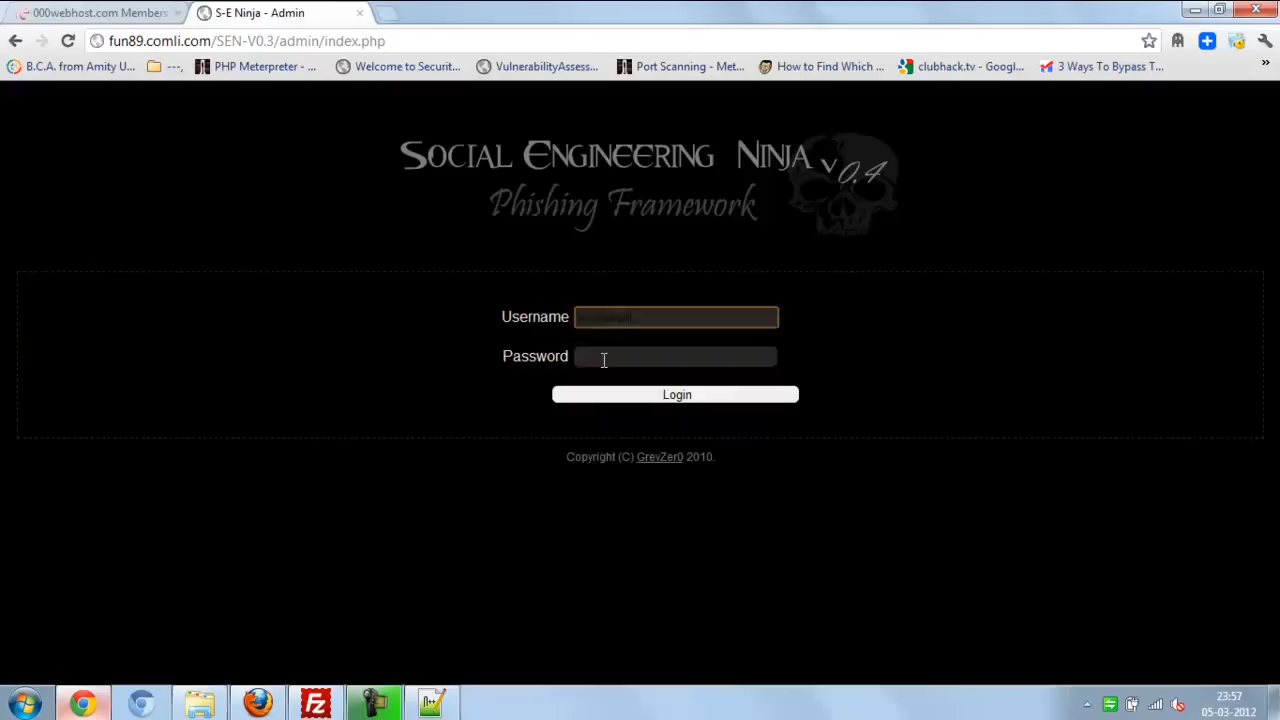 000webhost.com Members
S-E Ninja - Admin
fun89.comli.com/SEN-V0.3/admin/index.php
B.C.A. from Amity U...
---,
PHP Meterpreter - ...
Welcome to Securit...
VulnerabilityAssess...
Port Scanning - Met...
How to Find Which ...
clubhack.tv - Googl...
3 Ways To Bypass T...
»
Social Engineering Ninja v0.4
Phishing Framework
Username
Password
Login
Copyright (C) GreyZer0 2010.
23:57
05-03-2012